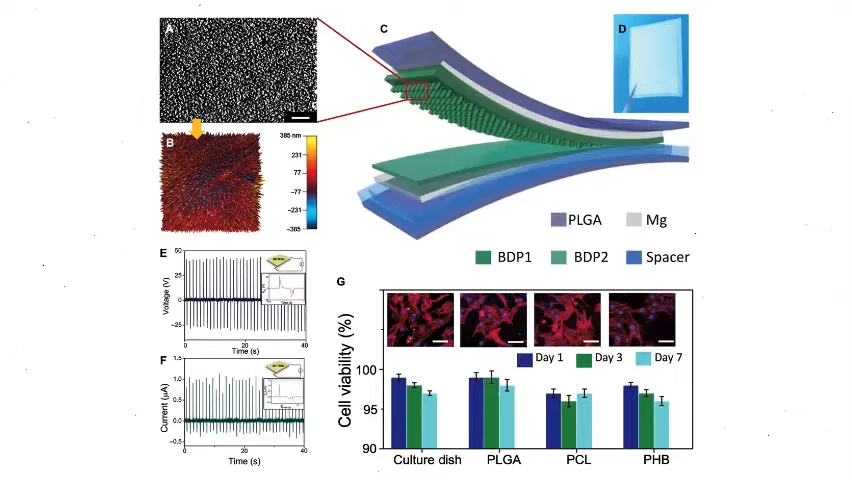 A
C
D
B
385 nm
231
77
−77
−231
−385
PLGA
Mg
BDP1
BDP2
Spacer
E
50
25
0
−25
Voltage (V)
0
20
40
Time (s)
F
1.5
1.0
0.5
0.0
−0.5
Current (μA)
0
20
40
Time (s)
G
Cell viability (%)
100
95
90
Day 1
Day 3
Day 7
Culture dish
PLGA
PCL
PHB